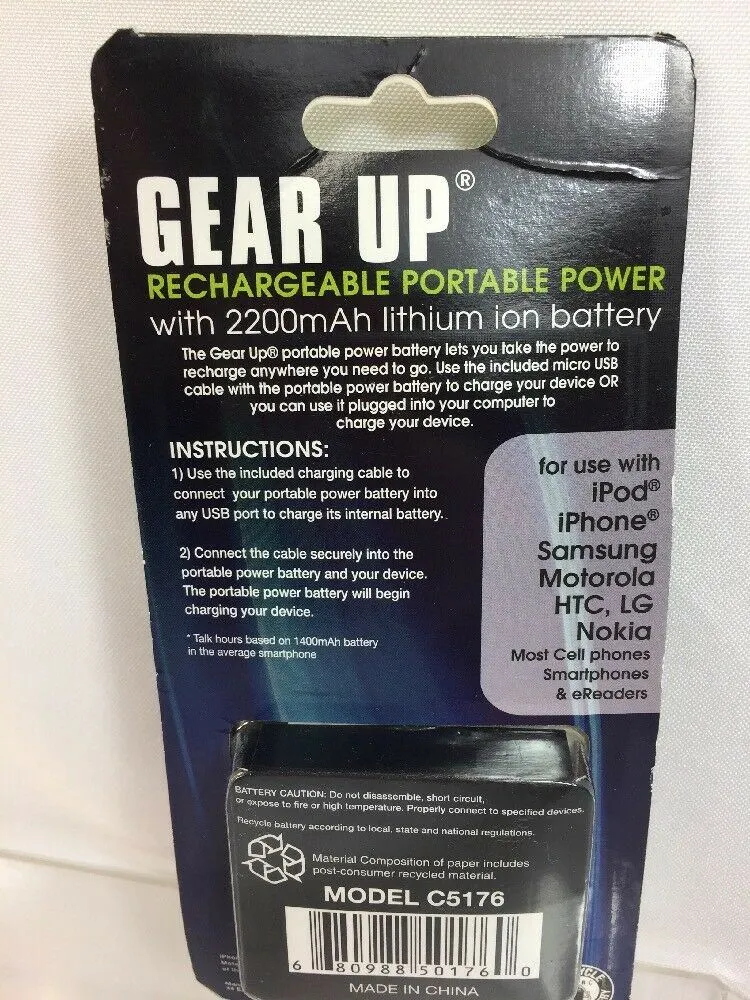 GEAR UP®
RECHARGEABLE PORTABLE POWER
with 2200mAh lithium ion battery
The Gear Up® portable power battery lets you take the power to
recharge anywhere you need to go. Use the included micro USB
cable with the portable power battery to charge your device OR
you can use it plugged into your computer to
charge your device.
INSTRUCTIONS:
1) Use the included charging cable to
connect your portable power battery into
any USB port to charge its internal battery.
2) Connect the cable securely into the
portable power battery and your device.
The portable power battery will begin
charging your device.
* Talk hours based on 1400mAh battery
in the average smartphone
for use with
iPod®
iPhone®
Samsung
Motorola
HTC, LG
Nokia
Most Cell phones
Smartphones
& eReaders
BATTERY CAUTION: Do not disassemble, short circuit,
or expose to fire or high temperature. Properly connect to specified devices.
Recycle battery according to local, state and national regulations.
Material Composition of paper includes
post-consumer recycled material.
MODEL C5176
6 80988 50176 0
MADE IN CHINA